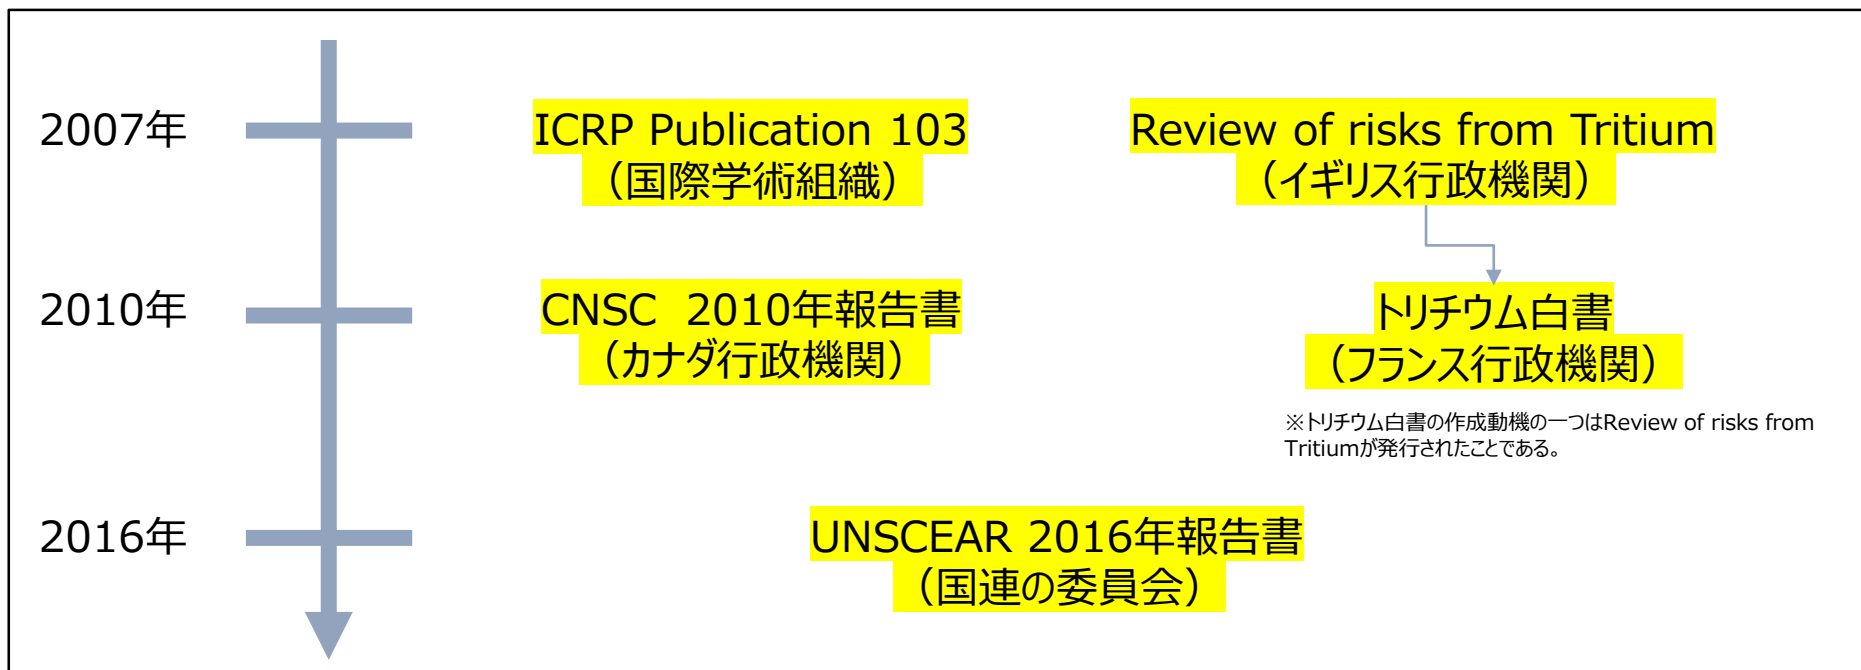 2007年
ICRP Publication 103
（国際学術組織）
Review of risks from Tritium
（イギリス行政機関）
2010年
CNSC 2010年報告書
（カナダ行政機関）
トリチウム白書
（フランス行政機関）
※トリチウム白書の作成動機の一つはReview of risks from
Tritiumが発行されたことである。
2016年
UNSCEAR 2016年報告書
（国連の委員会）